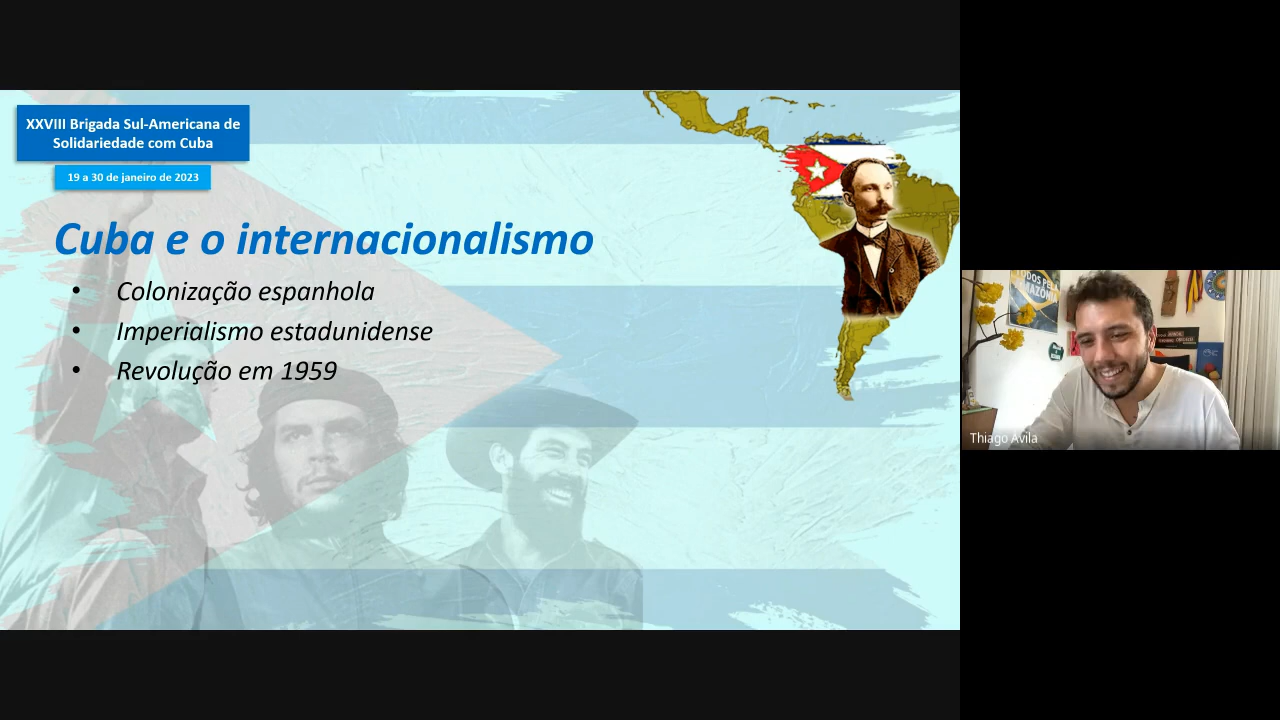 XXVIII Brigada Sul-Americana de
Solidariedade com Cuba
19 a 30 de janeiro de 2023
Cuba e o internacionalismo
• Colonização espanhola
• Imperialismo estadunidense
• Revolução em 1959
Thiago Ávila